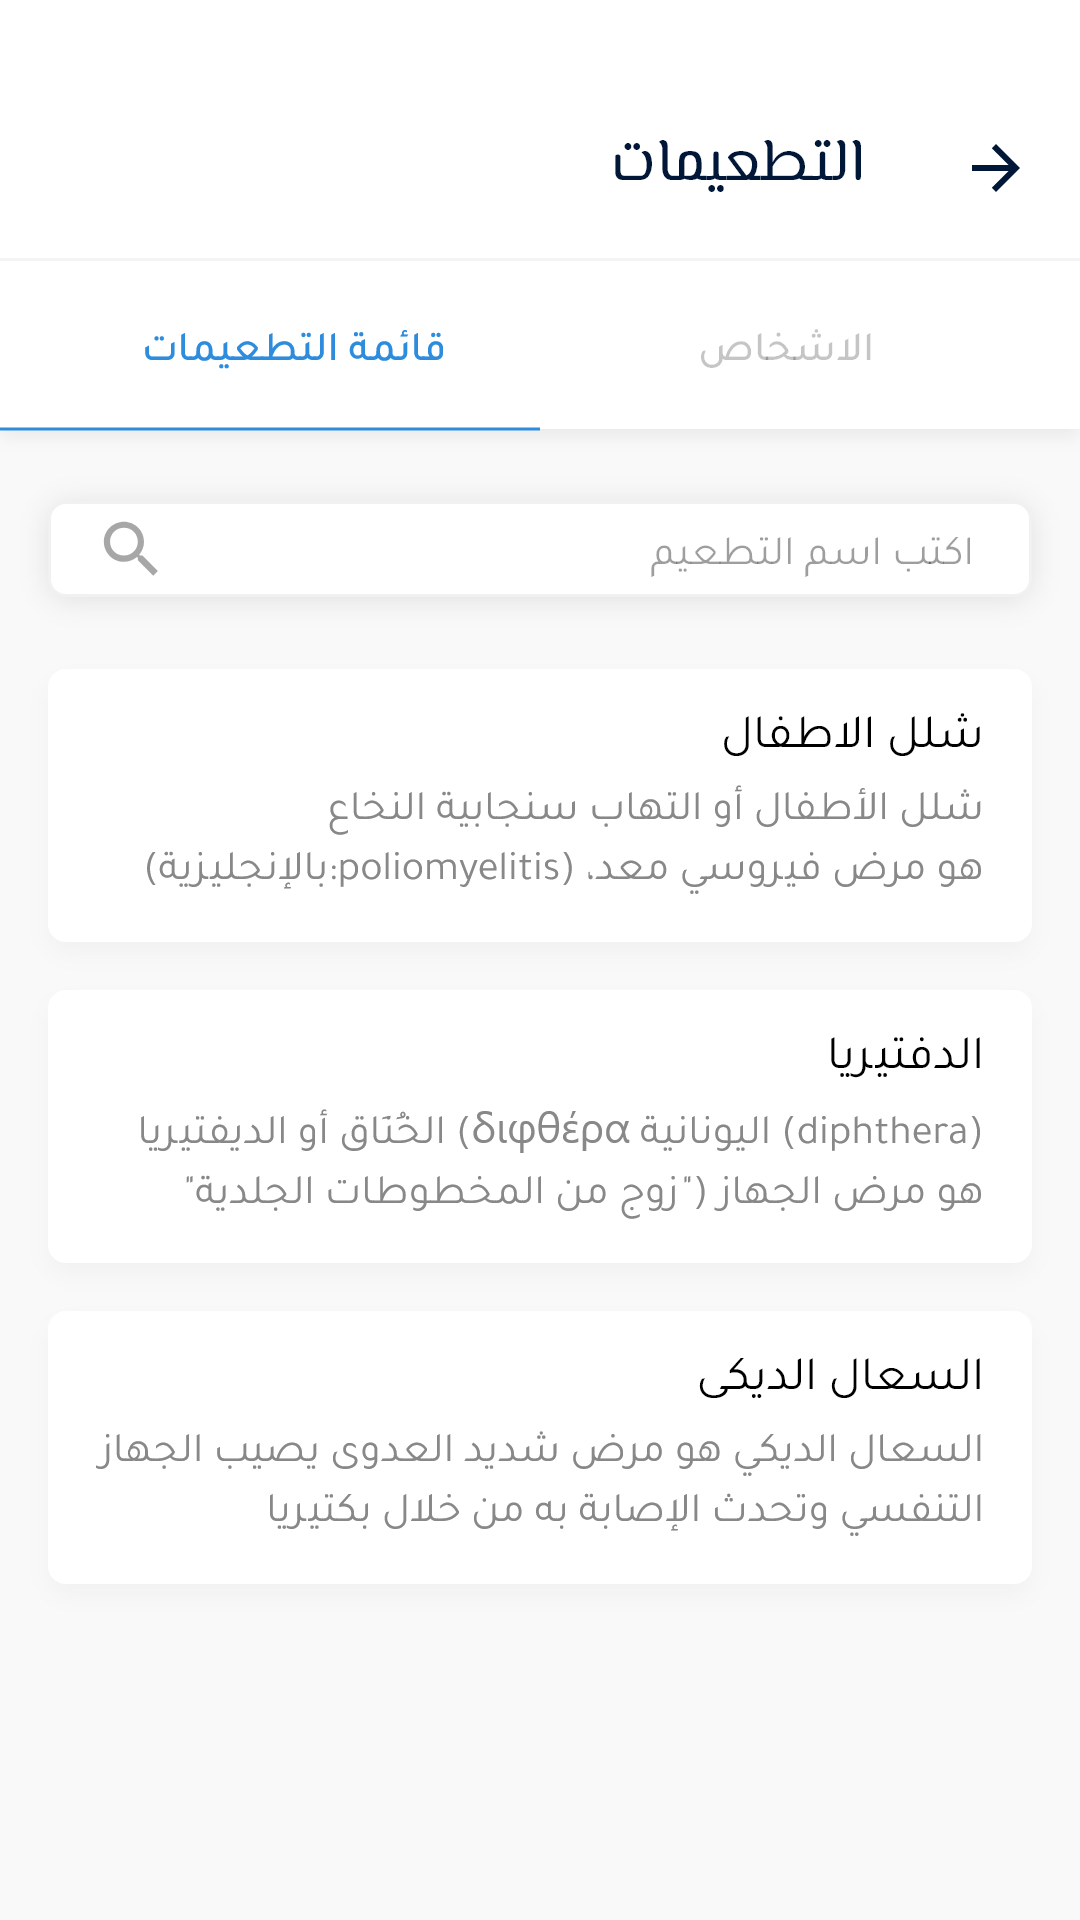 التطعيمات
الاشخاص
قائمة التطعيمات
اكتب اسم التطعيم
شلل الاطفال
شلل الأطفال أو التهاب سنجابية النخاع
هو مرض فيروسي معد، (poliomyelitis:بالإنجليزية)
الدفتيريا
(diphthera) اليونانية διφθέρα) الخُنَاق أو الديفتيريا
هو مرض الجهاز ("زوج من المخطوطات الجلدية"
السعال الديكى
السعال الديكي هو مرض شديد العدوى يصيب الجهاز
التنفسي وتحدث الإصابة به من خلال بكتيريا